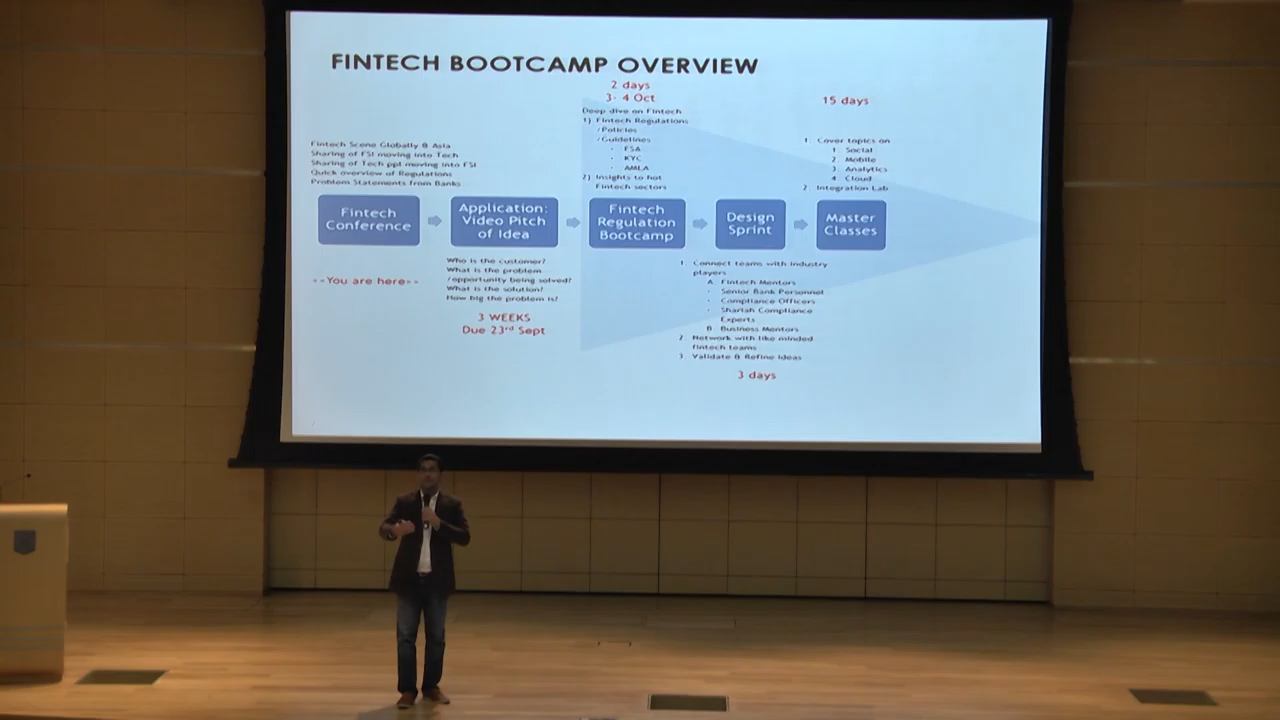 FINTECH BOOTCAMP OVERVIEW
2 days
3- 4 Oct
Deep dive on Fintech
1) Fintech Regulations
/Policies
/Guidelines
- FSA
- KYC
- AMLA
2) Insights to hot
Fintech sectors
15 days
1. Cover topics on
1. Social
2. Mobile
3. Analytics
4. Cloud
2. Integration Lab
Fintech Scene Globally & Asia
Sharing of FSI moving into Tech
Sharing of Tech ppl moving into FSI
Quick overview of Regulations
Problem Statements from Banks
Fintech
Conference
Application:
Video Pitch
of Idea
Fintech
Regulation
Bootcamp
Design
Sprint
Master
Classes
--You are here--
Who is the customer?
What is the problem
/opportunity being solved?
What is the solution?
How big the problem is?
3 WEEKS
Due 23rd Sept
1. Connect teams with industry
players
A. Fintech Mentors
- Senior Bank Personnel
- Compliance Officers
- Shariah Compliance
Experts
B. Business Mentors
2. Network with like minded
fintech teams
3. Validate & Refine Ideas
3 days